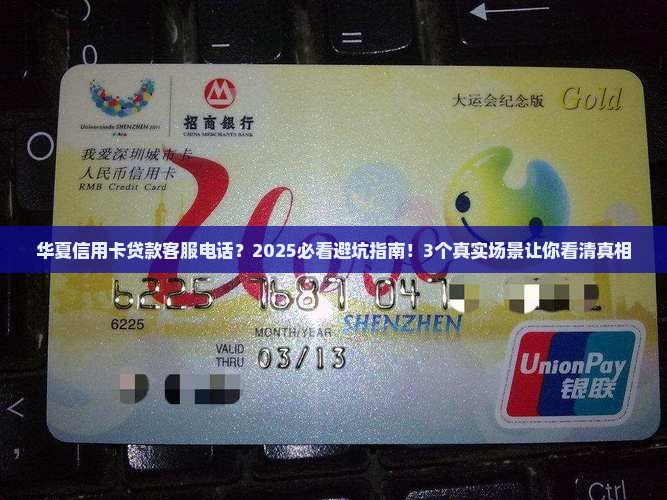 大运会纪念版 Gold
Universiade SHENZHEN 2011
招商银行
CHINA MERCHANTS BANK
我爱深圳城市卡
人民币信用卡
RMB Credit Card
华夏信用卡贷款客服电话？2025必看避坑指南！3个真实场景让你看清真相
6225
MONTH/YEAR
SHENZHEN
VALID THRU 03/13
UnionPay
银联